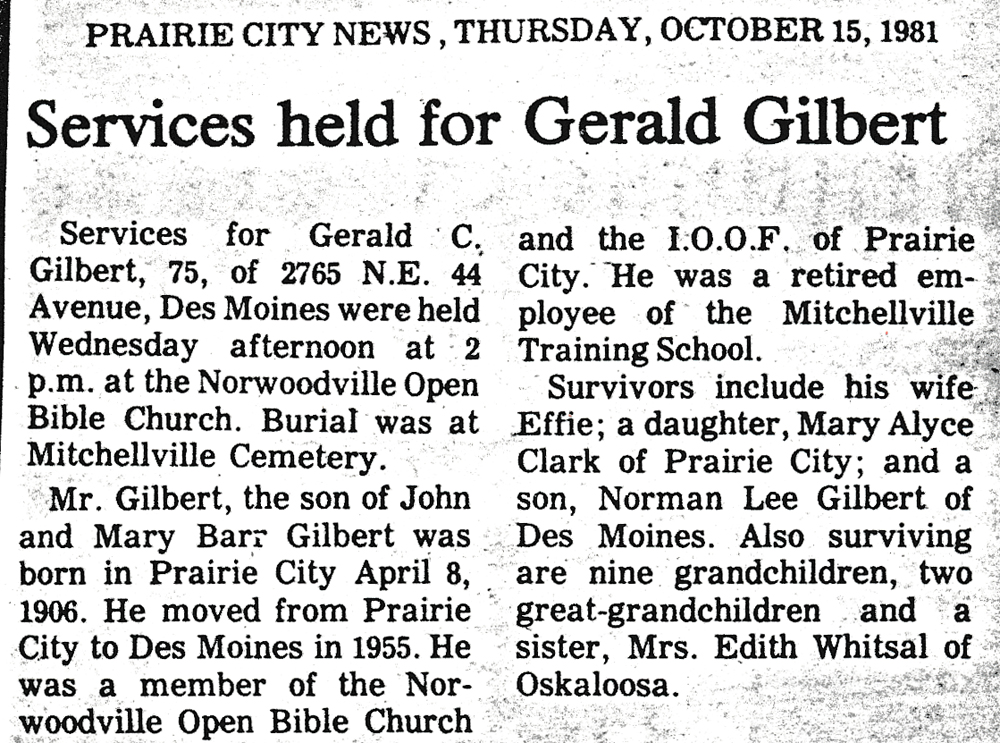 PRAIRIE CITY NEWS, THURSDAY, OCTOBER 15, 1981
Services held for Gerald Gilbert
Services for Gerald C.
Gilbert, 75, of 2765 N.E. 44
Avenue, Des Moines were held
Wednesday afternoon at 2
p.m. at the Norwoodville Open
Bible Church. Burial was at
Mitchellville Cemetery.
Mr. Gilbert, the son of John
and Mary Barr Gilbert was
born in Prairie City April 8,
1906. He moved from Prairie
City to Des Moines in 1955. He
was a member of the Nor-
woodville Open Bible Church
and the I.O.O.F. of Prairie
City. He was a retired em-
ployee of the Mitchellville
Training School.
Survivors include his wife
Effie; a daughter, Mary Alyce
Clark of Prairie City; and a
son, Norman Lee Gilbert of
Des Moines. Also surviving
are nine grandchildren, two
great-grandchildren and a
sister, Mrs. Edith Whitsal of
Oskaloosa.